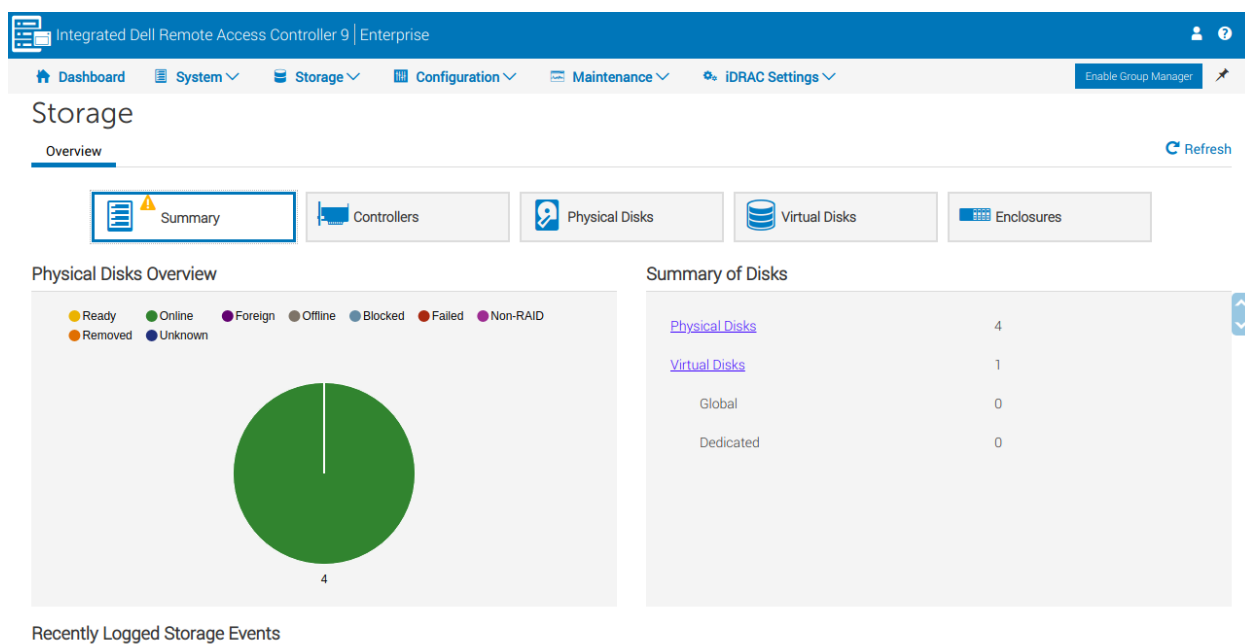 Integrated Dell Remote Access Controller 9 | Enterprise
Dashboard System Storage Configuration Maintenance iDRAC Settings Enable Group Manager
Storage
Overview Refresh
Summary Controllers Physical Disks Virtual Disks Enclosures
Physical Disks Overview
Ready Online Foreign Offline Blocked Failed Non-RAID
Removed Unknown
4
Summary of Disks
Physical Disks 4
Virtual Disks 1
Global 0
Dedicated 0
Recently Logged Storage Events